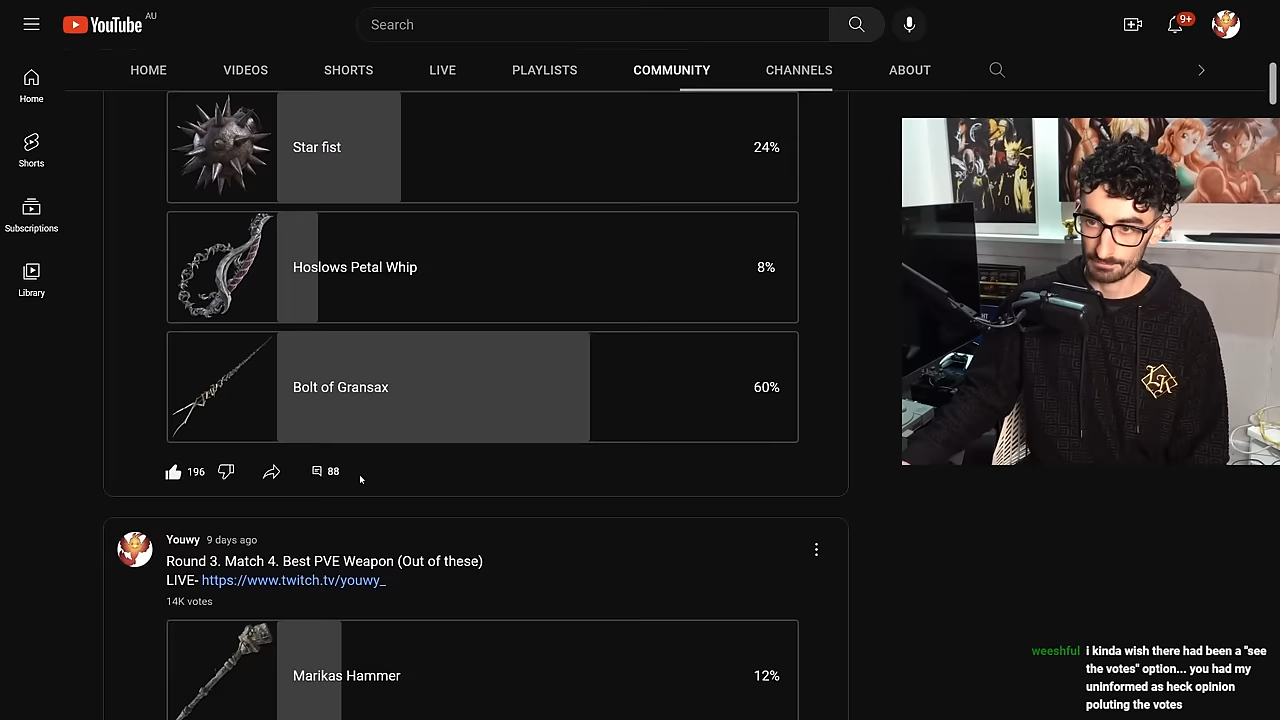 YouTube AU
Search
9+
HOME VIDEOS SHORTS LIVE PLAYLISTS COMMUNITY CHANNELS ABOUT
Home
Shorts
Subscriptions
Library
Star fist 24%
Hoslows Petal Whip 8%
Bolt of Gransax 60%
196 88
Youwy 9 days ago
Round 3. Match 4. Best PVE Weapon (Out of these)
LIVE- https://www.twitch.tv/youwy_
14K votes
Marikas Hammer 12%
LK
weeshful i kinda wish there had been a "see
the votes" option... you had my
uninformed as heck opinion
poluting the votes